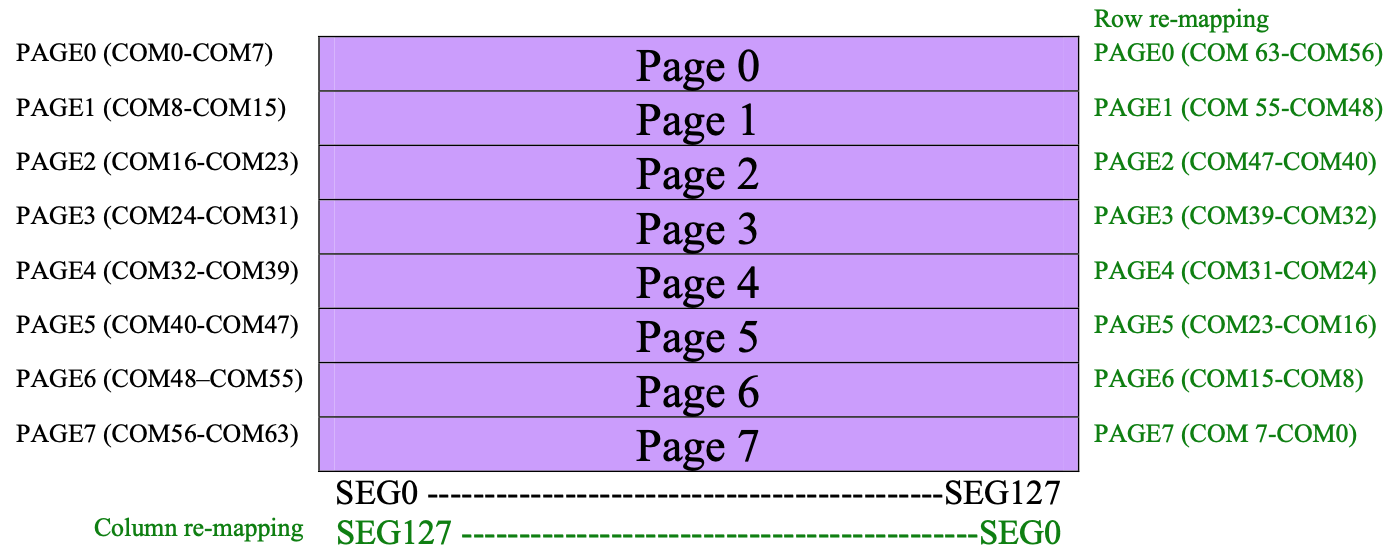 Row re-mapping
PAGE0 (COM0-COM7) Page 0 PAGE0 (COM 63-COM56)
PAGE1 (COM8-COM15) Page 1 PAGE1 (COM 55-COM48)
PAGE2 (COM16-COM23) Page 2 PAGE2 (COM47-COM40)
PAGE3 (COM24-COM31) Page 3 PAGE3 (COM39-COM32)
PAGE4 (COM32-COM39) Page 4 PAGE4 (COM31-COM24)
PAGE5 (COM40-COM47) Page 5 PAGE5 (COM23-COM16)
PAGE6 (COM48–COM55) Page 6 PAGE6 (COM15-COM8)
PAGE7 (COM56-COM63) Page 7 PAGE7 (COM 7-COM0)
SEG0 ---------------------------------------------SEG127
Column re-mapping SEG127 ---------------------------------------------SEG0